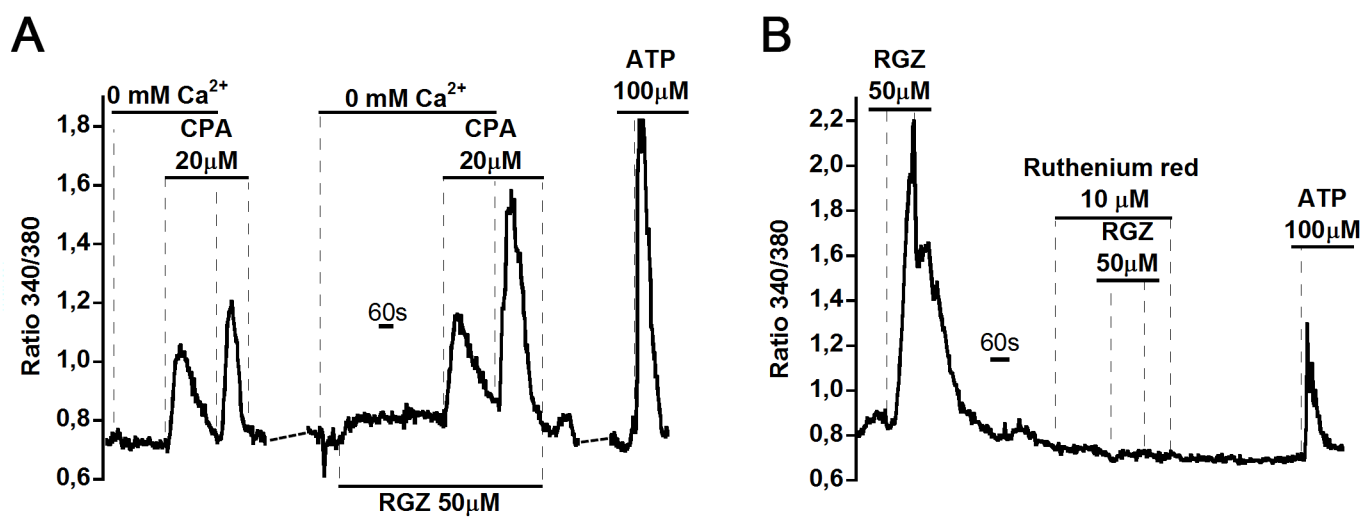 A
0 mM Ca²⁺
CPA
20µM
0 mM Ca²⁺
CPA
20µM
ATP
100µM
1,8
1,6
1,4
1,2
1,0
0,8
0,6
Ratio 340/380
60s
RGZ 50µM
B
RGZ
50µM
Ruthenium red
10 µM
RGZ
50µM
ATP
100µM
2,2
2,0
1,8
1,6
1,4
1,2
1,0
0,8
0,6
Ratio 340/380
60s